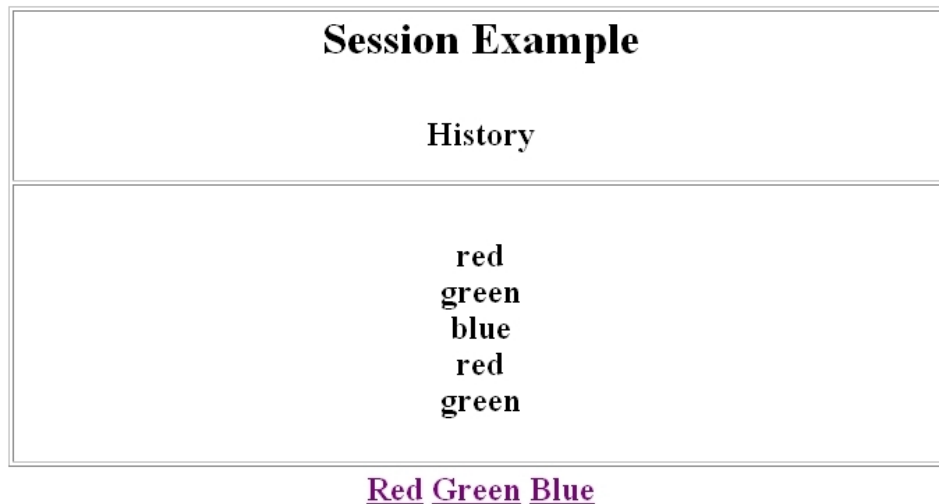 Session Example
History
red
green
blue
red
green
Red Green Blue